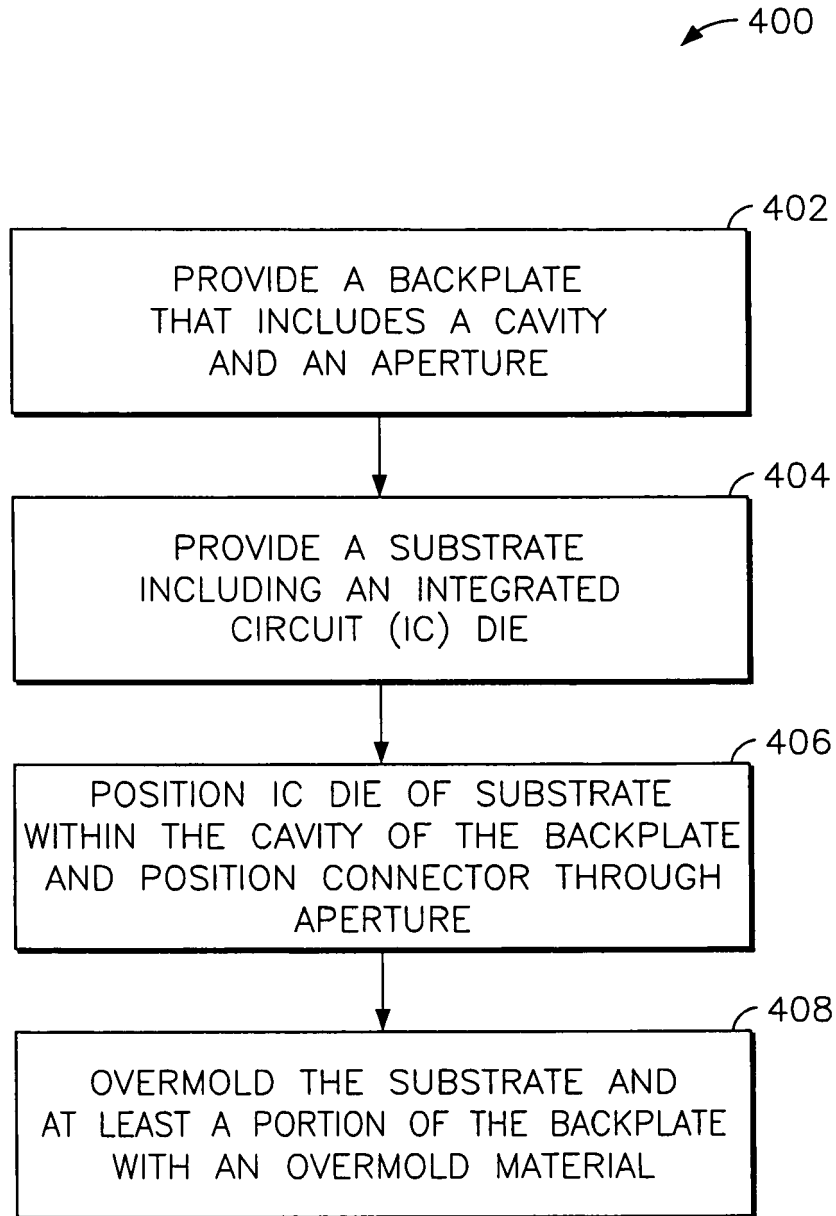 400
402
PROVIDE A BACKPLATE
THAT INCLUDES A CAVITY
AND AN APERTURE
404
PROVIDE A SUBSTRATE
INCLUDING AN INTEGRATED
CIRCUIT (IC) DIE
406
POSITION IC DIE OF SUBSTRATE
WITHIN THE CAVITY OF THE BACKPLATE
AND POSITION CONNECTOR THROUGH
APERTURE
408
OVERMOLD THE SUBSTRATE AND
AT LEAST A PORTION OF THE BACKPLATE
WITH AN OVERMOLD MATERIAL